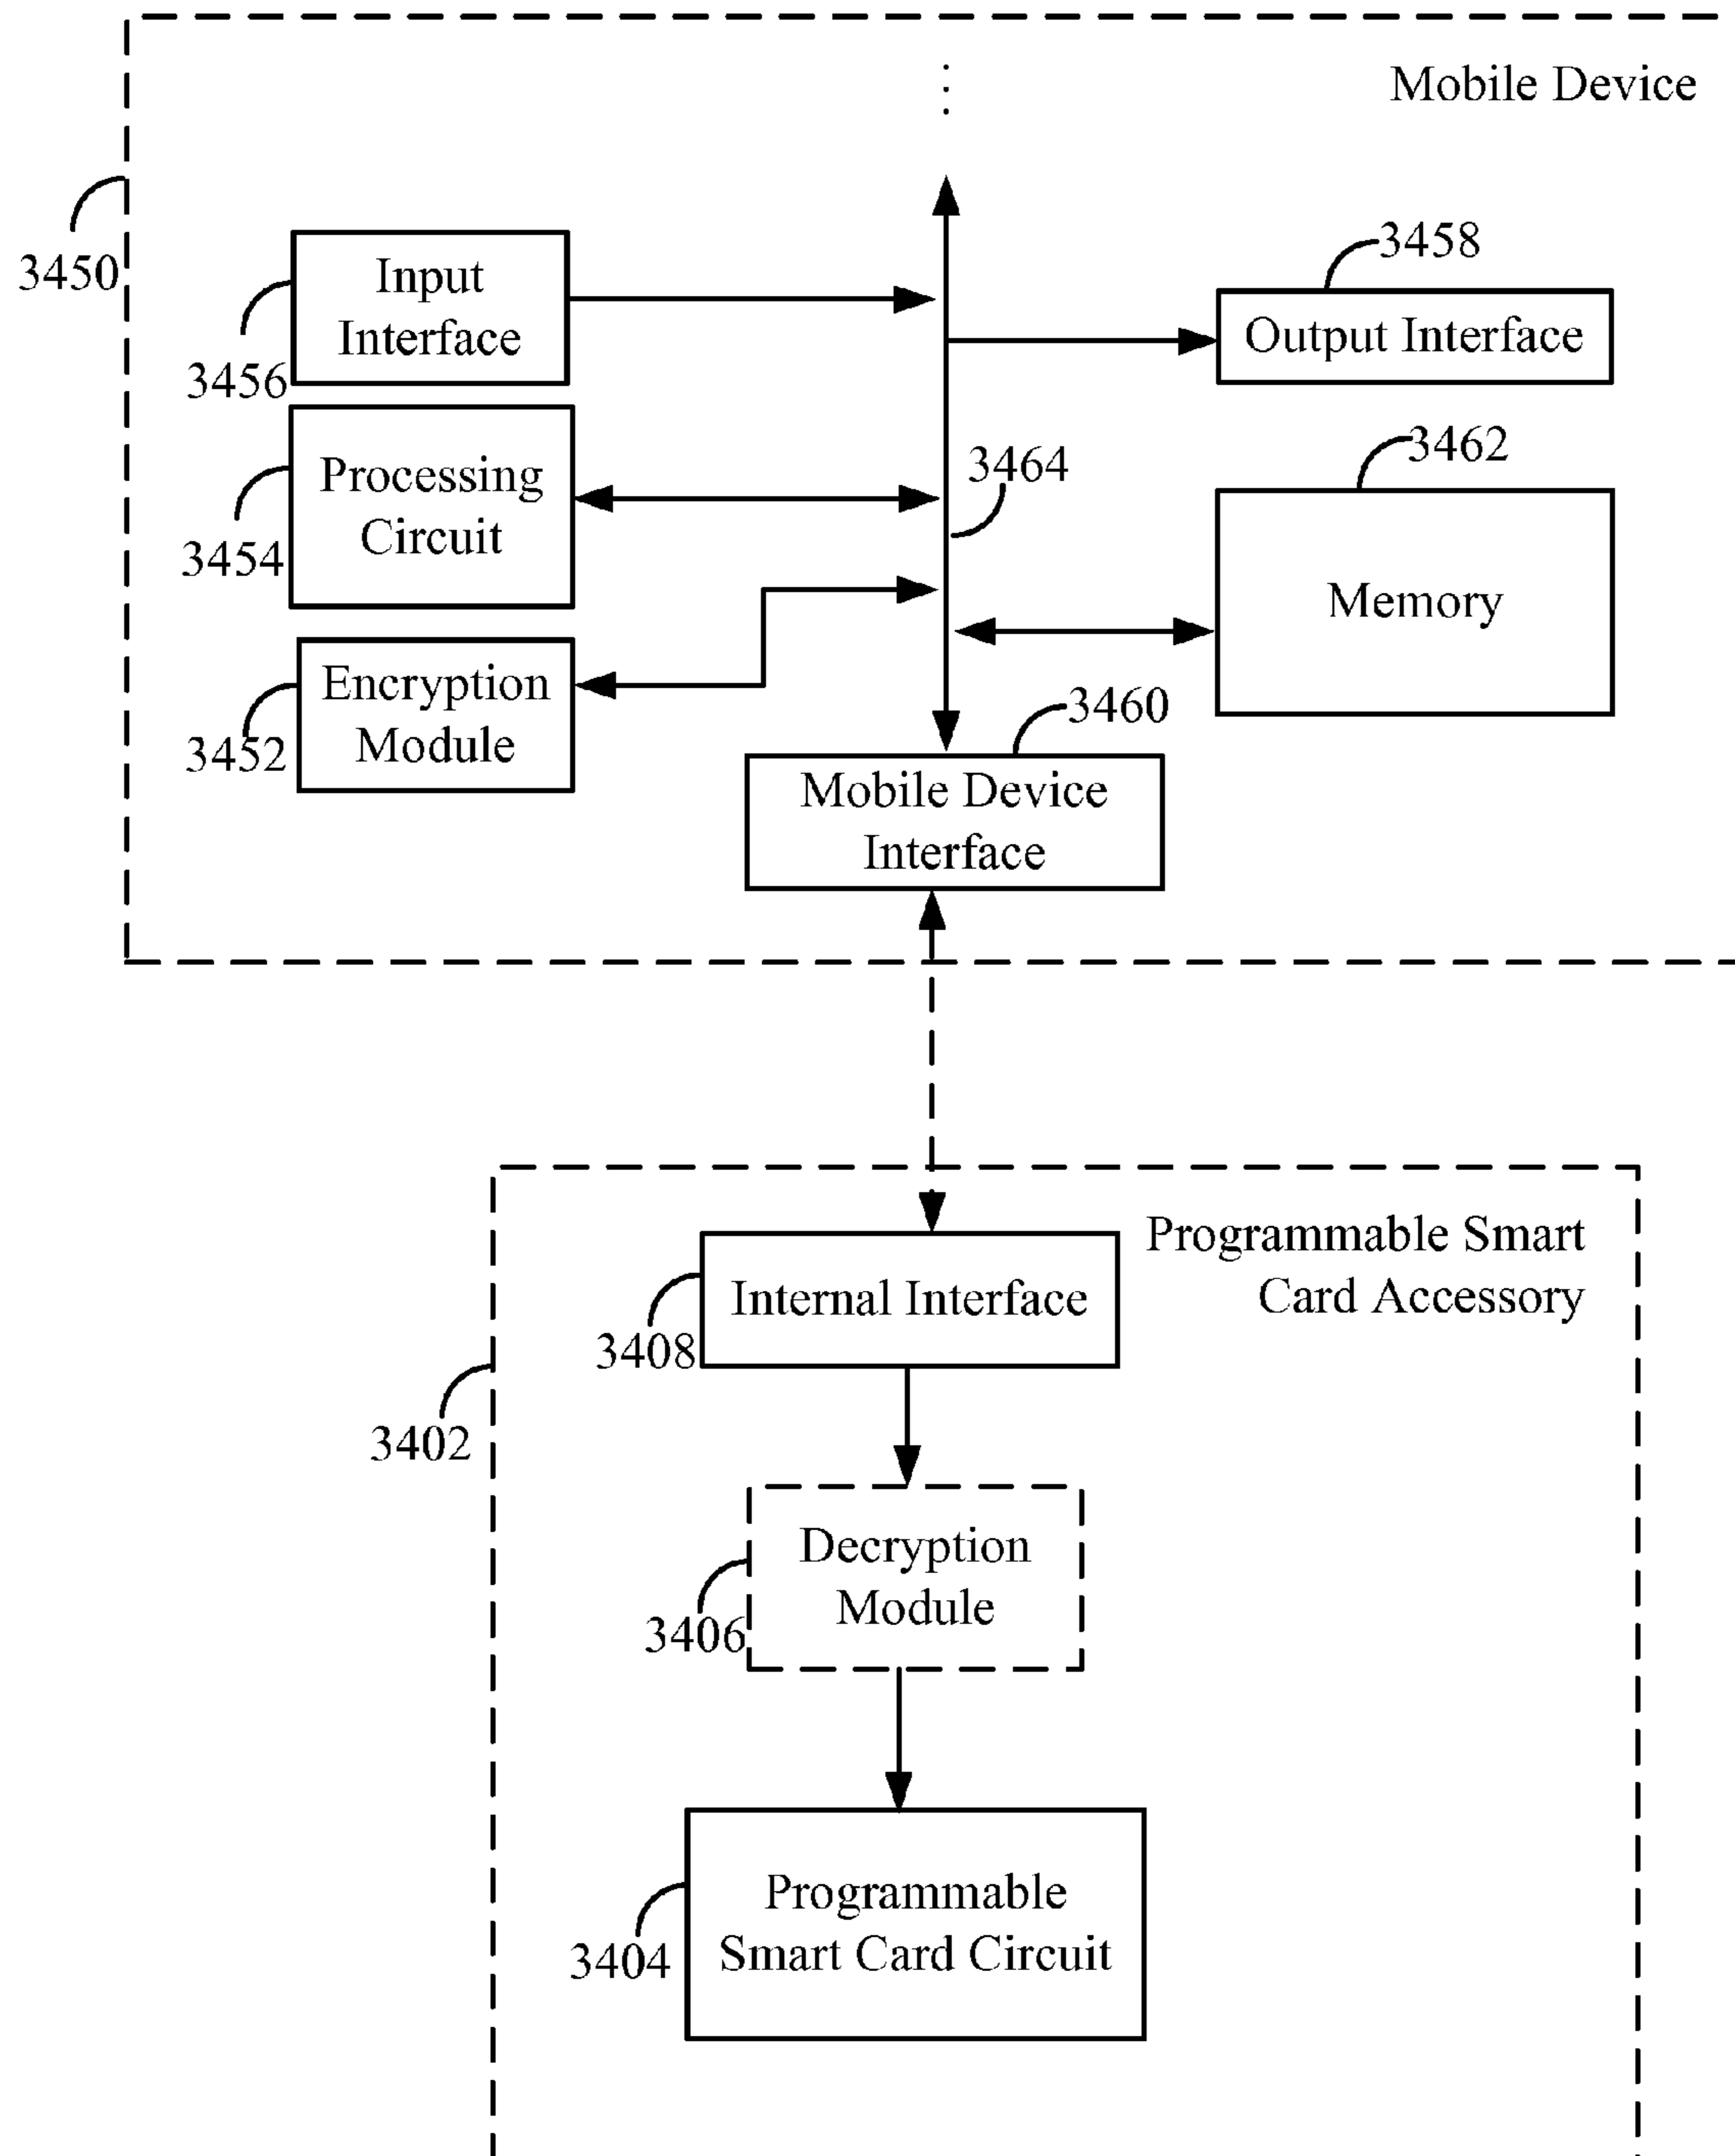 Mobile Device
3450
Input
Interface
3456
3458
Output Interface
Processing
Circuit
3454
3464
3462
Memory
Encryption
Module
3452
3460
Mobile Device
Interface
Programmable Smart
Card Accessory
Internal Interface
3408
3402
Decryption
Module
3406
Programmable
Smart Card Circuit
3404